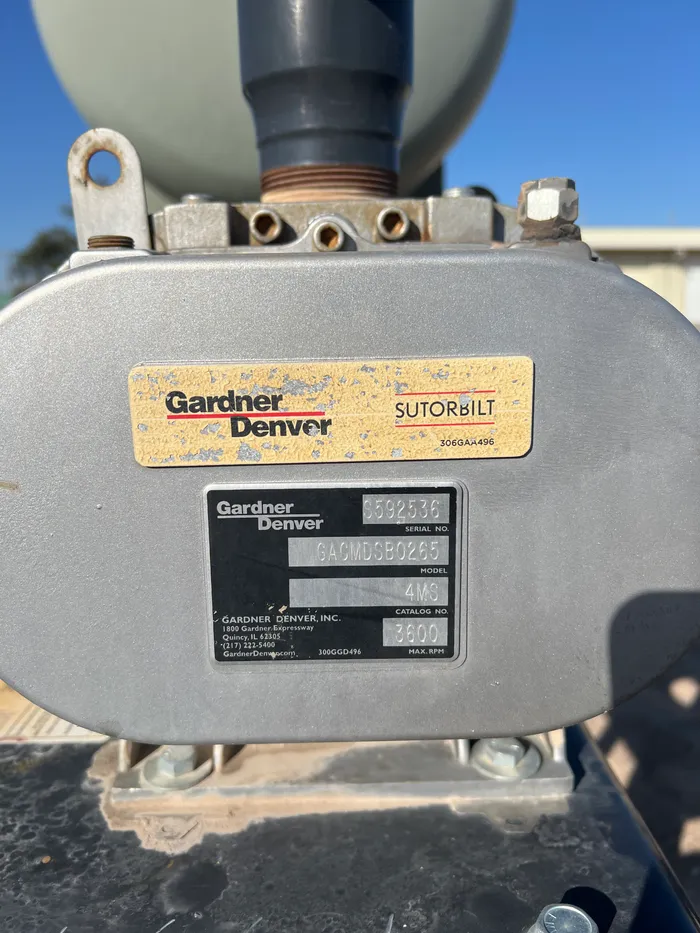 Gardner
Denver
SUTORBILT
306GAA496
Gardner
Denver
S592536
SERIAL NO.
GACMDSB0265
MODEL
4MS
CATALOG NO.
GARDNER DENVER, INC.
1800 Gardner Expressway
Quincy, IL 62305
(217) 222-5400
GardnerDenver.com
300GGD496
3600
MAX. RPM